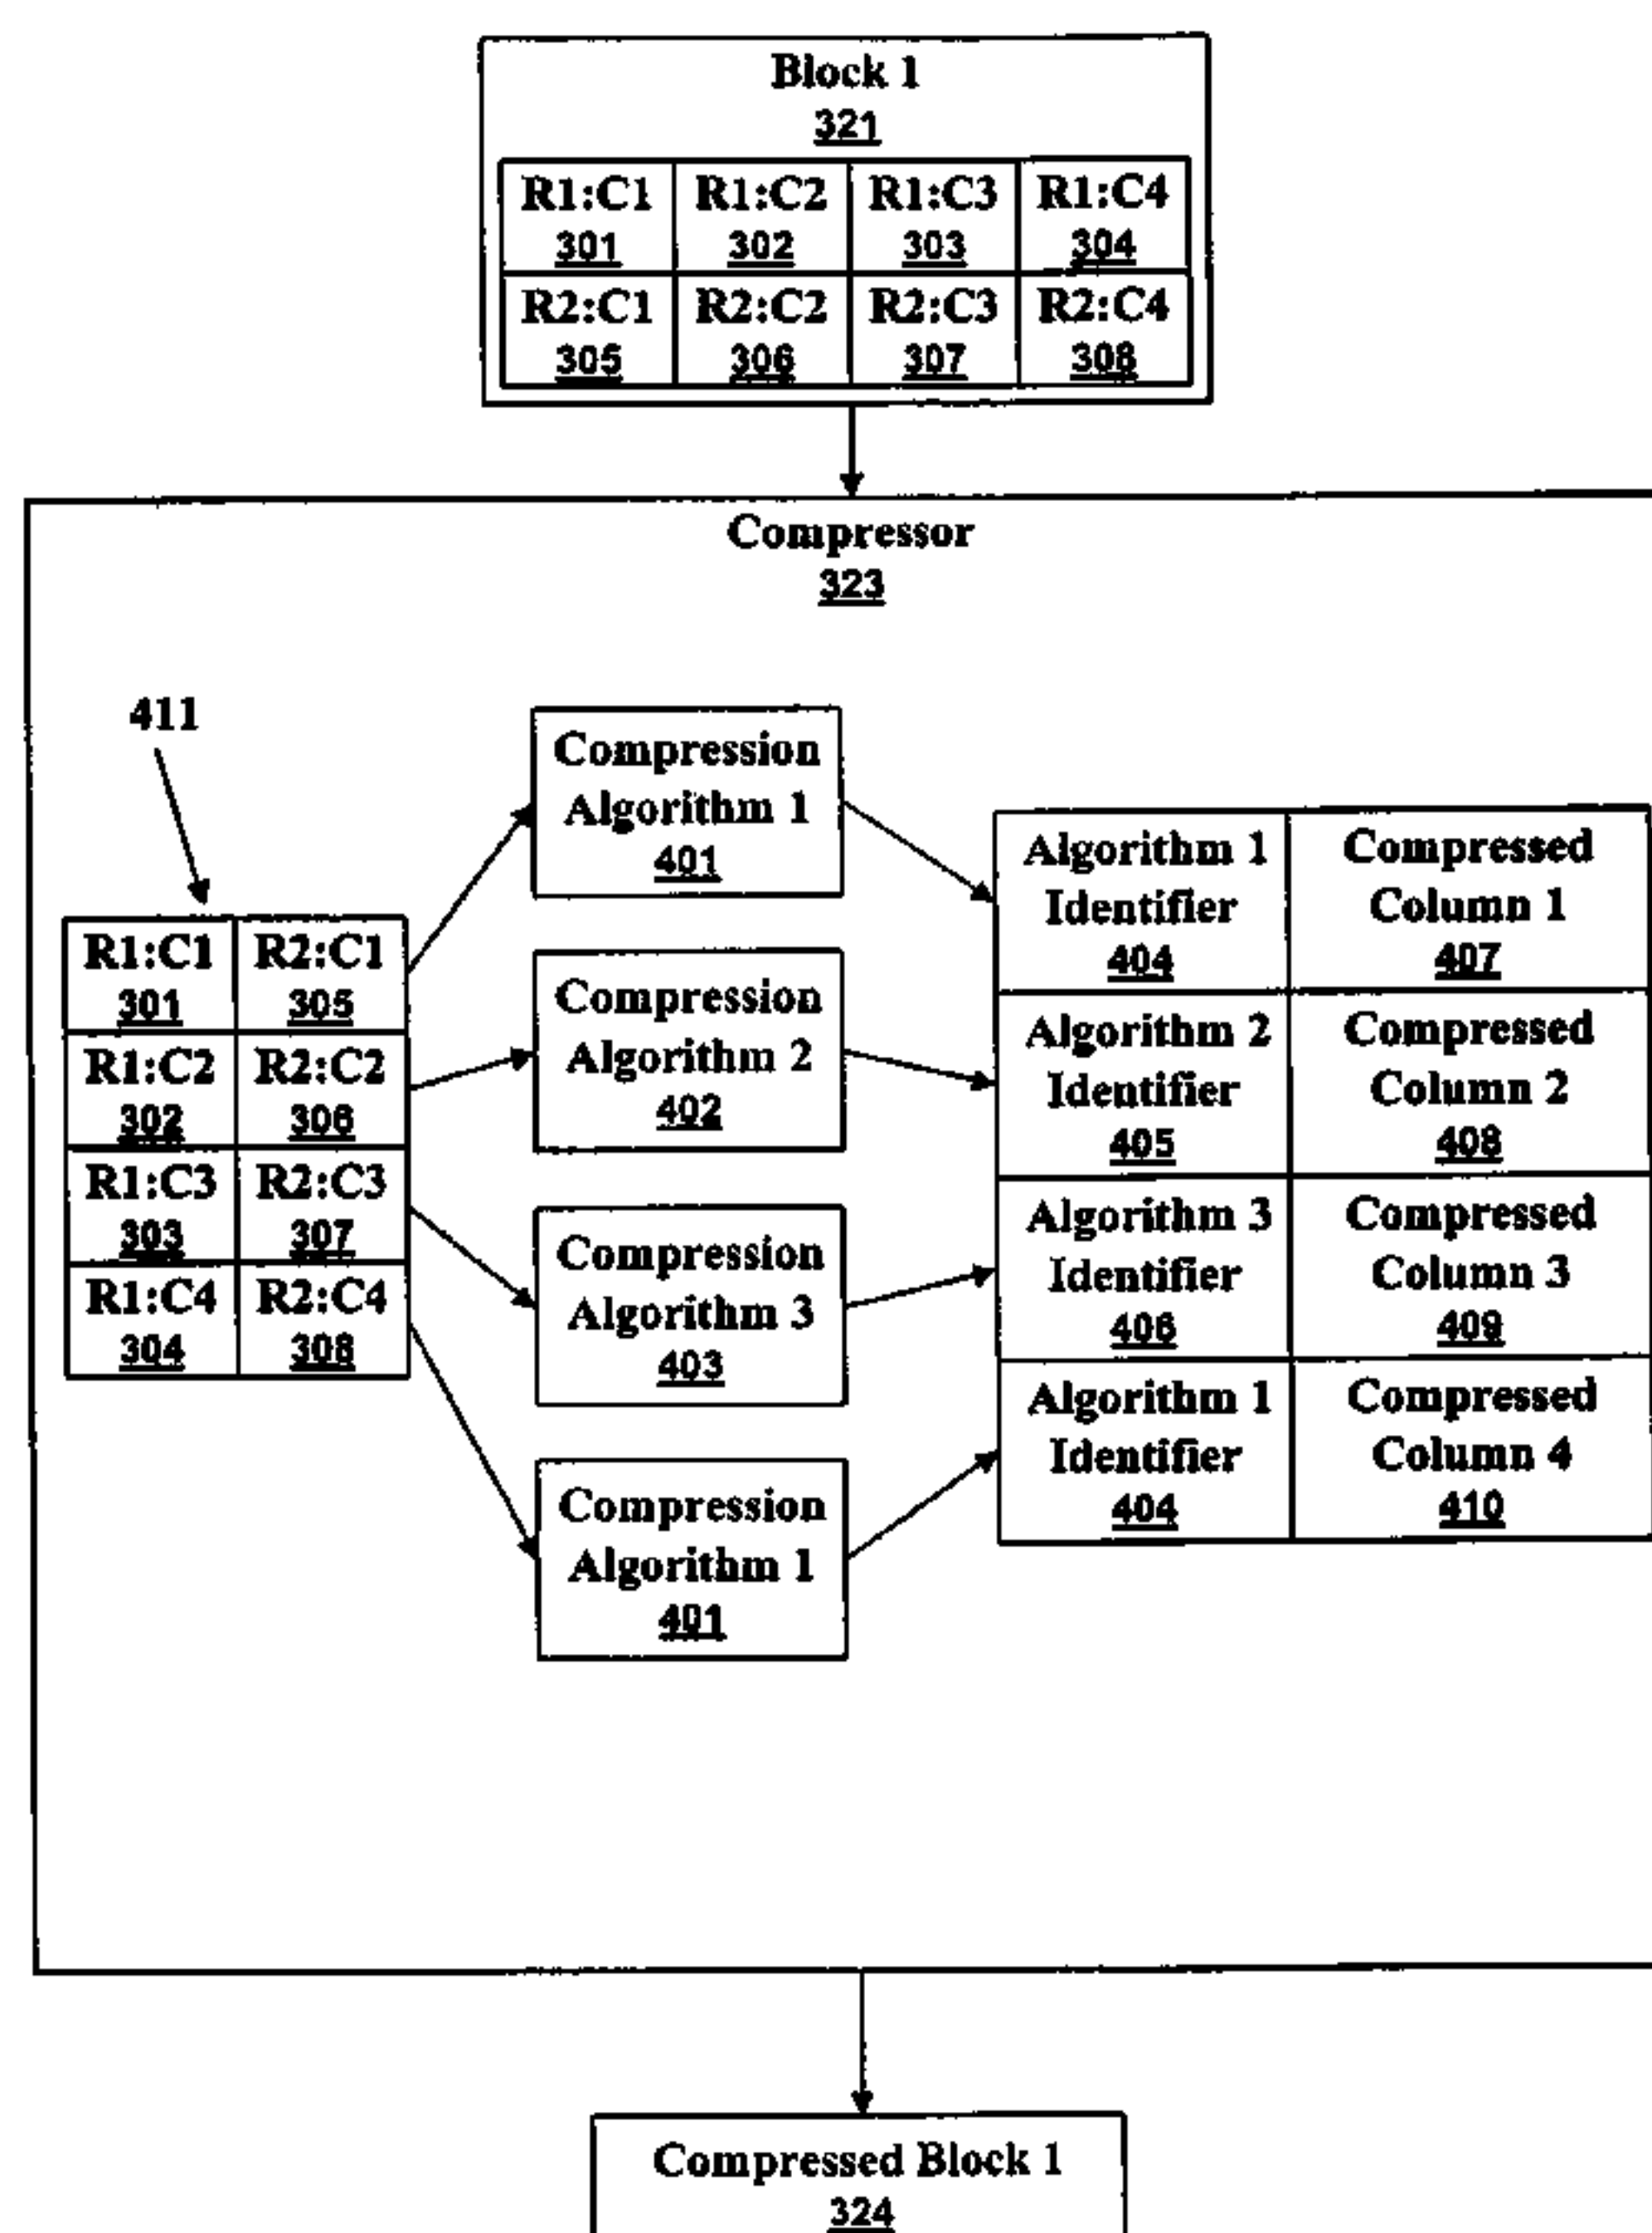 Block 1
321
R1:C1 R1:C2 R1:C3 R1:C4
301 302 303 304
R2:C1 R2:C2 R2:C3 R2:C4
305 306 307 308
Compressor
323
411
R1:C1 R2:C1
301 305
R1:C2 R2:C2
302 306
R1:C3 R2:C3
303 307
R1:C4 R2:C4
304 308
Compression
Algorithm 1
401
Compression
Algorithm 2
402
Compression
Algorithm 3
403
Compression
Algorithm 1
401
Algorithm 1 Compressed
Identifier Column 1
404 407
Algorithm 2 Compressed
Identifier Column 2
405 408
Algorithm 3 Compressed
Identifier Column 3
406 409
Algorithm 1 Compressed
Identifier Column 4
404 410
Compressed Block 1
324